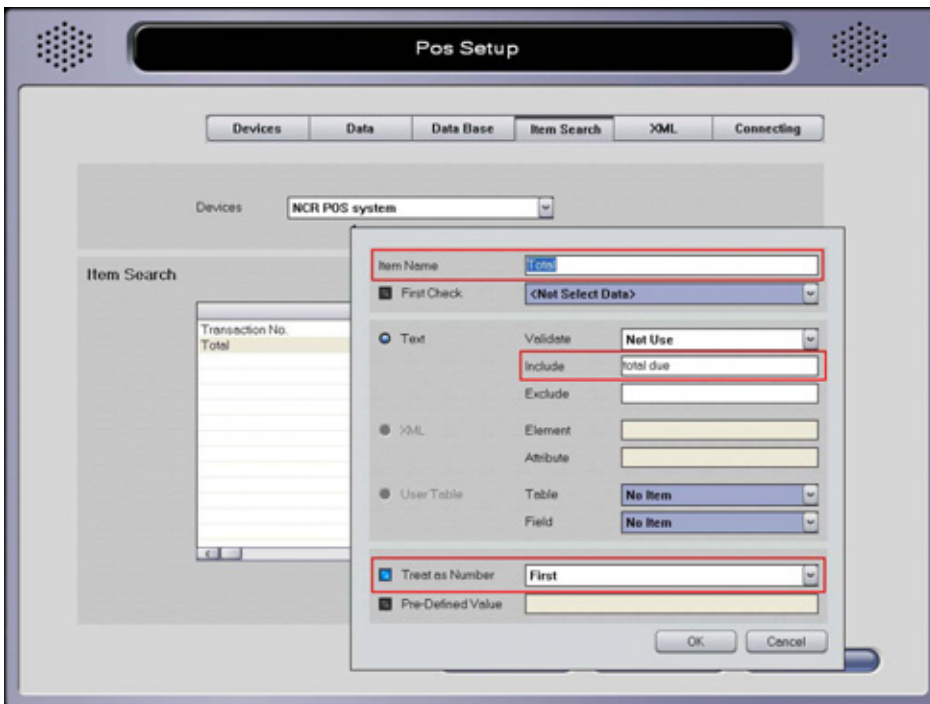 Pos Setup
Devices Data Data Base Item Search XML Connecting
Devices NCR POS system
Item Search
Transaction No.
Total
Item Name Total
First Check <Not Select Data>
Text Validate Not Use
Include total due
Exclude
XML Element
Attribute
User Table Table No Item
Field No Item
Treat as Number First
Pre-Defined Value
OK Cancel